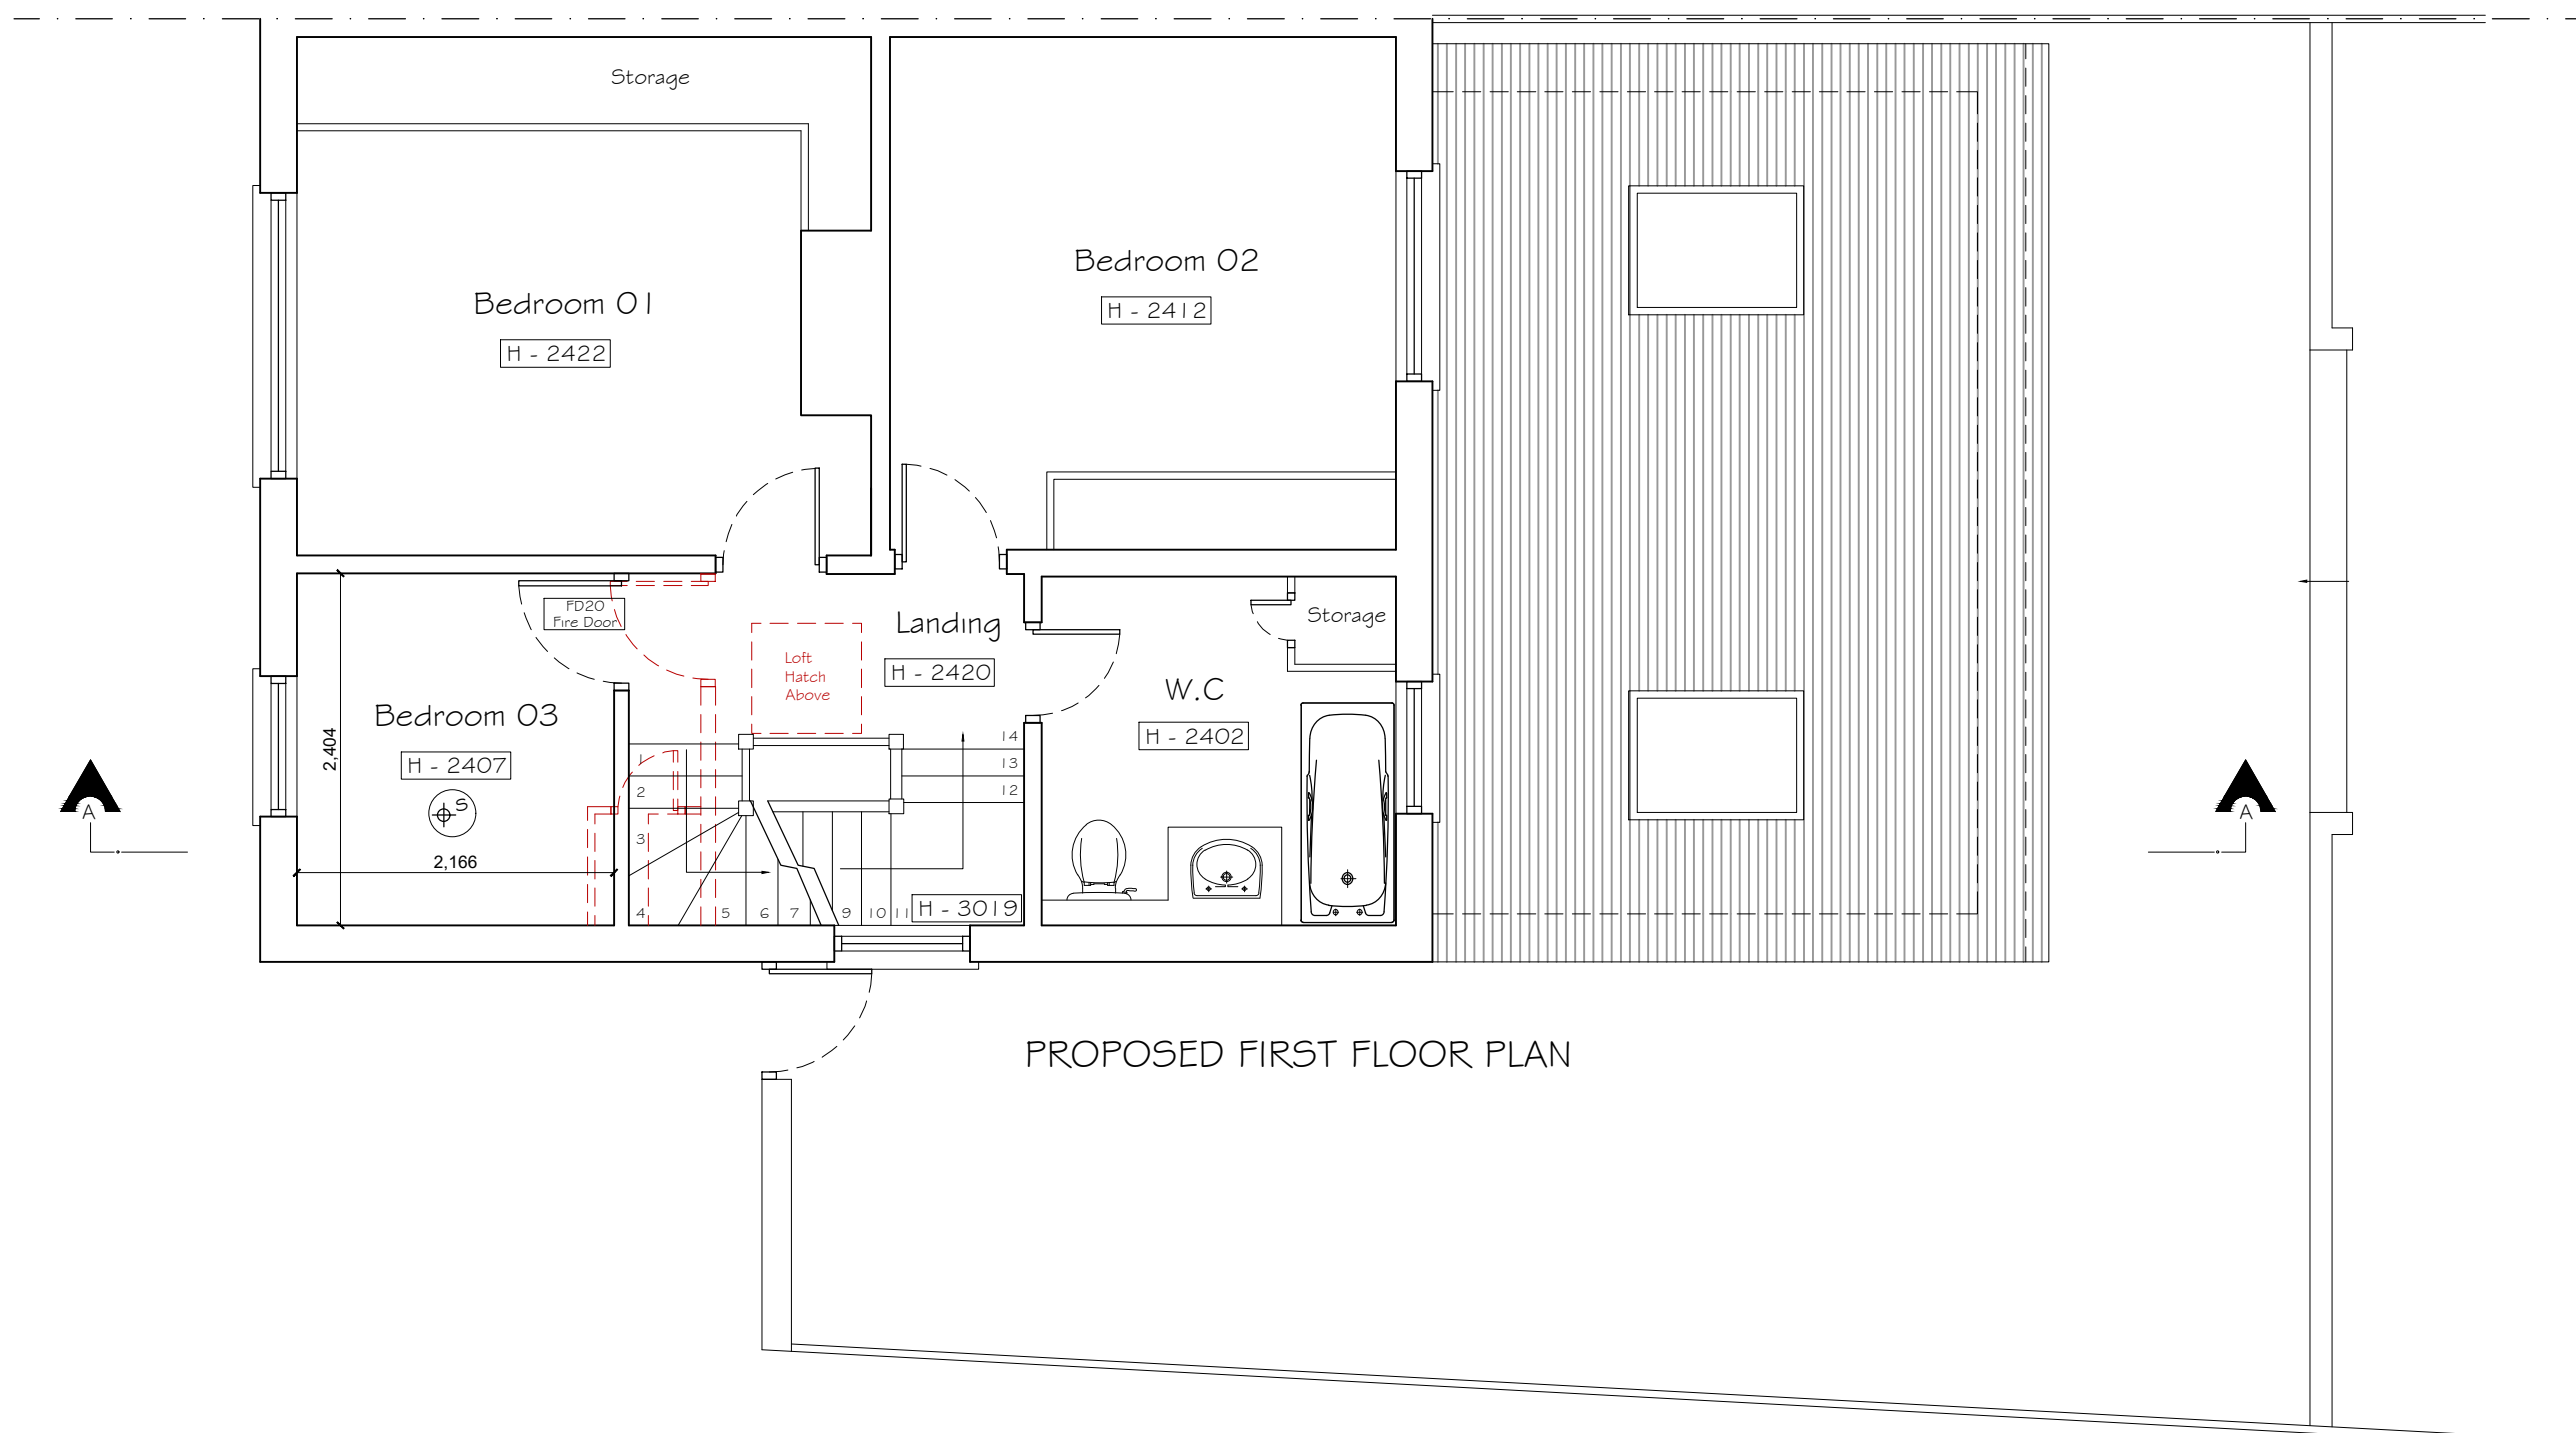 Storage
Bedroom 01
H - 2422
Bedroom 02
H - 2412
FD20
Fire Door
Landing
H - 2420
Loft
Hatch
Above
Storage
W.C
H - 2402
Bedroom 03
H - 2407
S
2,404
2,166
1
2
3
4
5
6
7
9
10
11
12
13
14
H - 3019
A
A
PROPOSED FIRST FLOOR PLAN